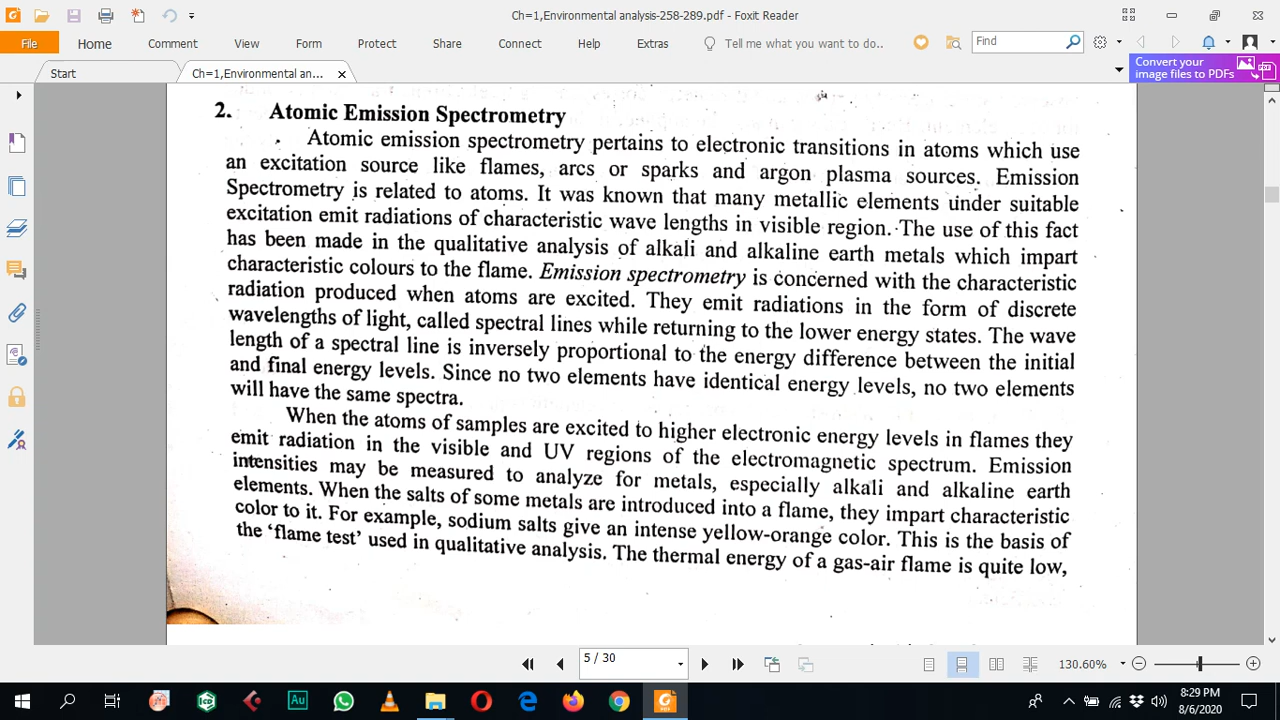 Ch=1,Environmental analysis-258-289.pdf - Foxit Reader
File Home Comment View Form Protect Share Connect Help Extras Tell me what you want to do.. Find
Start Ch=1,Environmental an...
Convert your
image files to PDFs
2. Atomic Emission Spectrometry
Atomic emission spectrometry pertains to electronic transitions in atoms which use
an excitation source like flames, arcs or sparks and argon plasma sources. Emission
Spectrometry is related to atoms. It was known that many metallic elements under suitable
excitation emit radiations of characteristic wave lengths in visible region. The use of this fact
has been made in the qualitative analysis of alkali and alkaline earth metals which impart
characteristic colours to the flame. Emission spectrometry is concerned with the characteristic
radiation produced when atoms are excited. They emit radiations in the form of discrete
wavelengths of light, called spectral lines while returning to the lower energy states. The wave
length of a spectral line is inversely proportional to the energy difference between the initial
and final energy levels. Since no two elements have identical energy levels, no two elements
will have the same spectra.
When the atoms of samples are excited to higher electronic energy levels in flames they
emit radiation in the visible and UV regions of the electromagnetic spectrum. Emission
intensities may be measured to analyze for metals, especially alkali and alkaline earth
elements. When the salts of some metals are introduced into a flame, they impart characteristic
color to it. For example, sodium salts give an intense yellow-orange color. This is the basis of
the ‘flame test’ used in qualitative analysis. The thermal energy of a gas-air flame is quite low,
5 / 30
130.60%
8:29 PM
8/6/2020